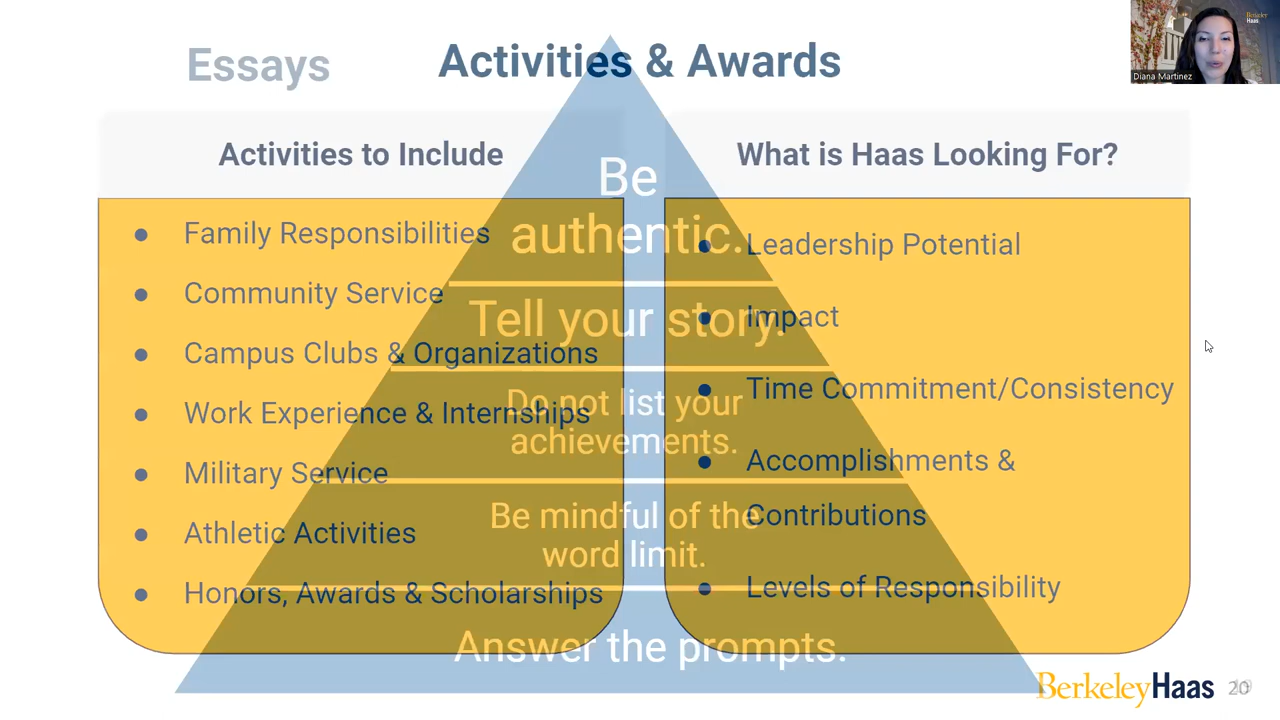 Essays
Activities & Awards
Berkeley
Haas
Diana Martinez
Activities to Include
● Family Responsibilities
● Community Service
● Campus Clubs & Organizations
● Work Experience & Internships
● Military Service
● Athletic Activities
● Honors, Awards & Scholarships
What is Haas Looking For?
● Leadership Potential
● Impact
● Time Commitment/Consistency
● Accomplishments &
Contributions
● Levels of Responsibility
Be
authentic.
Tell your story.
Do not list your
achievements.
Be mindful of the
word limit.
Answer the prompts.
BerkeleyHaas
20